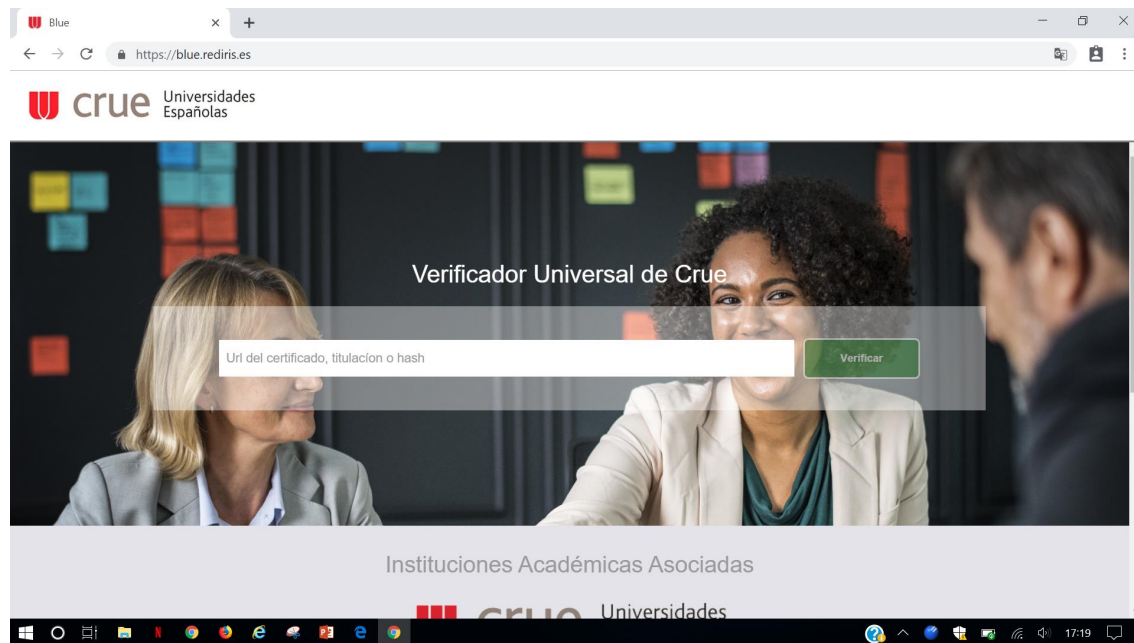 Blue
https://blue.rediris.es
crue Universidades
Españolas
Verificador Universal de Crue
Url del certificado, titulacíon o hash
Verificar
Instituciones Académicas Asociadas
crue Universidades
17:19